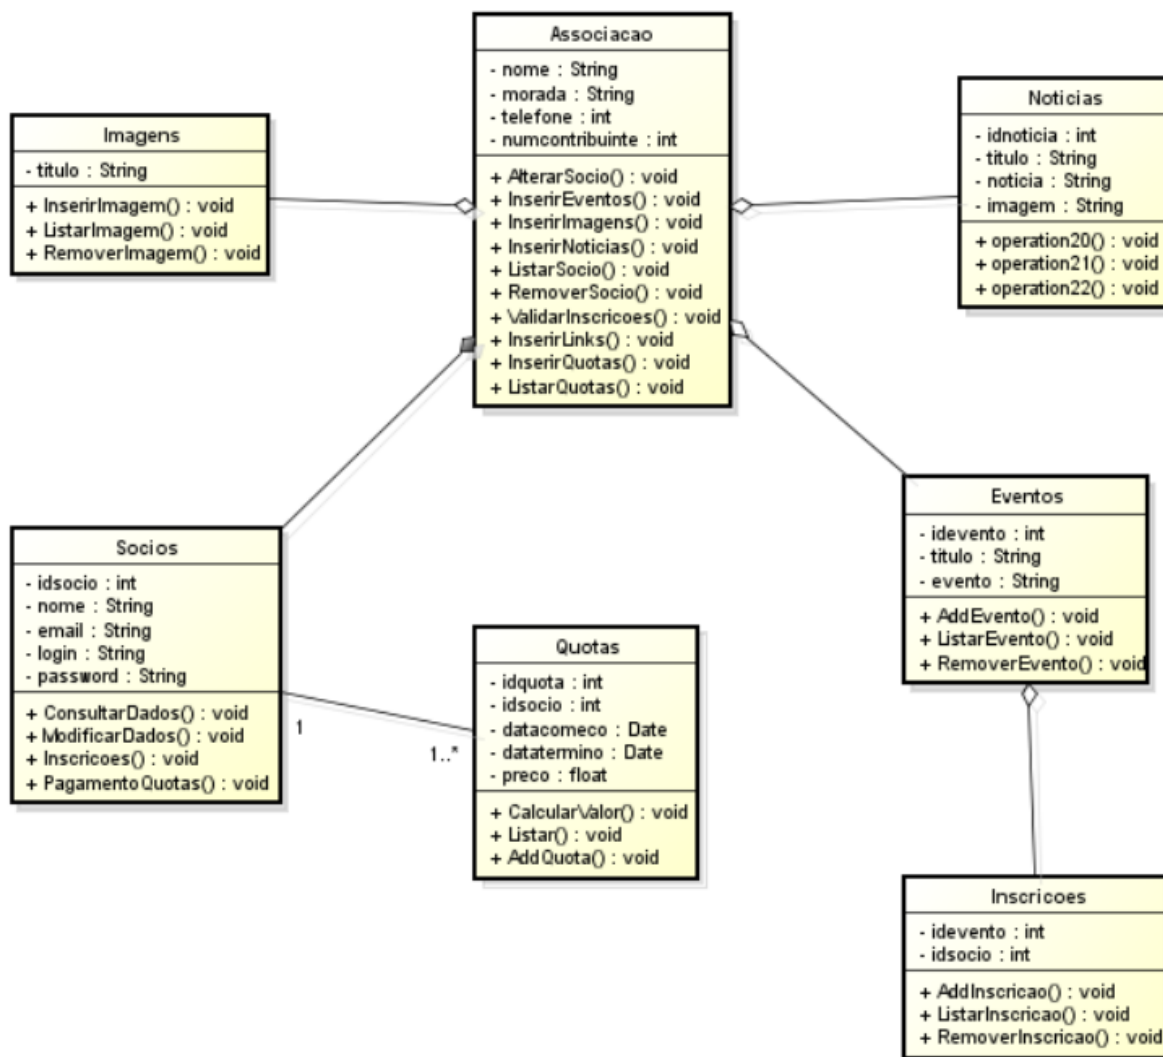 Associacao
- nome : String
- morada : String
- telefone : int
- numcontribuinte : int
+ AlterarSocio() : void
+ InserirEventos() : void
+ InserirImagens() : void
+ InserirNoticias() : void
+ ListarSocio() : void
+ RemoverSocio() : void
+ ValidarInscricoes() : void
+ InserirLinks() : void
+ InserirQuotas() : void
+ ListarQuotas() : void
Imagens
- titulo : String
+ InserirImagem() : void
+ ListarImagem() : void
+ RemoverImagem() : void
Noticias
- idnoticia : int
- titulo : String
- noticia : String
- imagem : String
+ operation20() : void
+ operation21() : void
+ operation22() : void
Socios
- idsocio : int
- nome : String
- email : String
- login : String
- password : String
+ ConsultarDados() : void
+ ModificarDados() : void
+ Inscricoes() : void
+ PagamentoQuotas() : void
1
1..*
Quotas
- idquota : int
- idsocio : int
- datacomeco : Date
- datatermino : Date
- preco : float
+ CalcularValor() : void
+ Listar() : void
+ AddQuota() : void
Eventos
- idevento : int
- titulo : String
- evento : String
+ AddEvento() : void
+ ListarEvento() : void
+ RemoverEvento() : void
Inscricoes
- idevento : int
- idsocio : int
+ AddInscricao() : void
+ ListarInscricao() : void
+ RemoverInscricao() : void